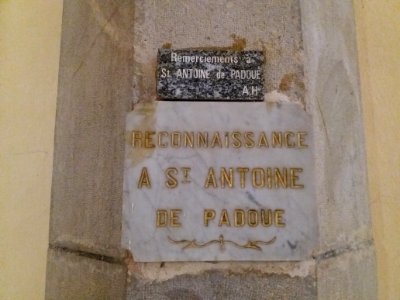 Remerciements à
St ANTOINE de PADOUE
A.H
RECONNAISSANCE
A ST ANTOINE
DE PADOUE